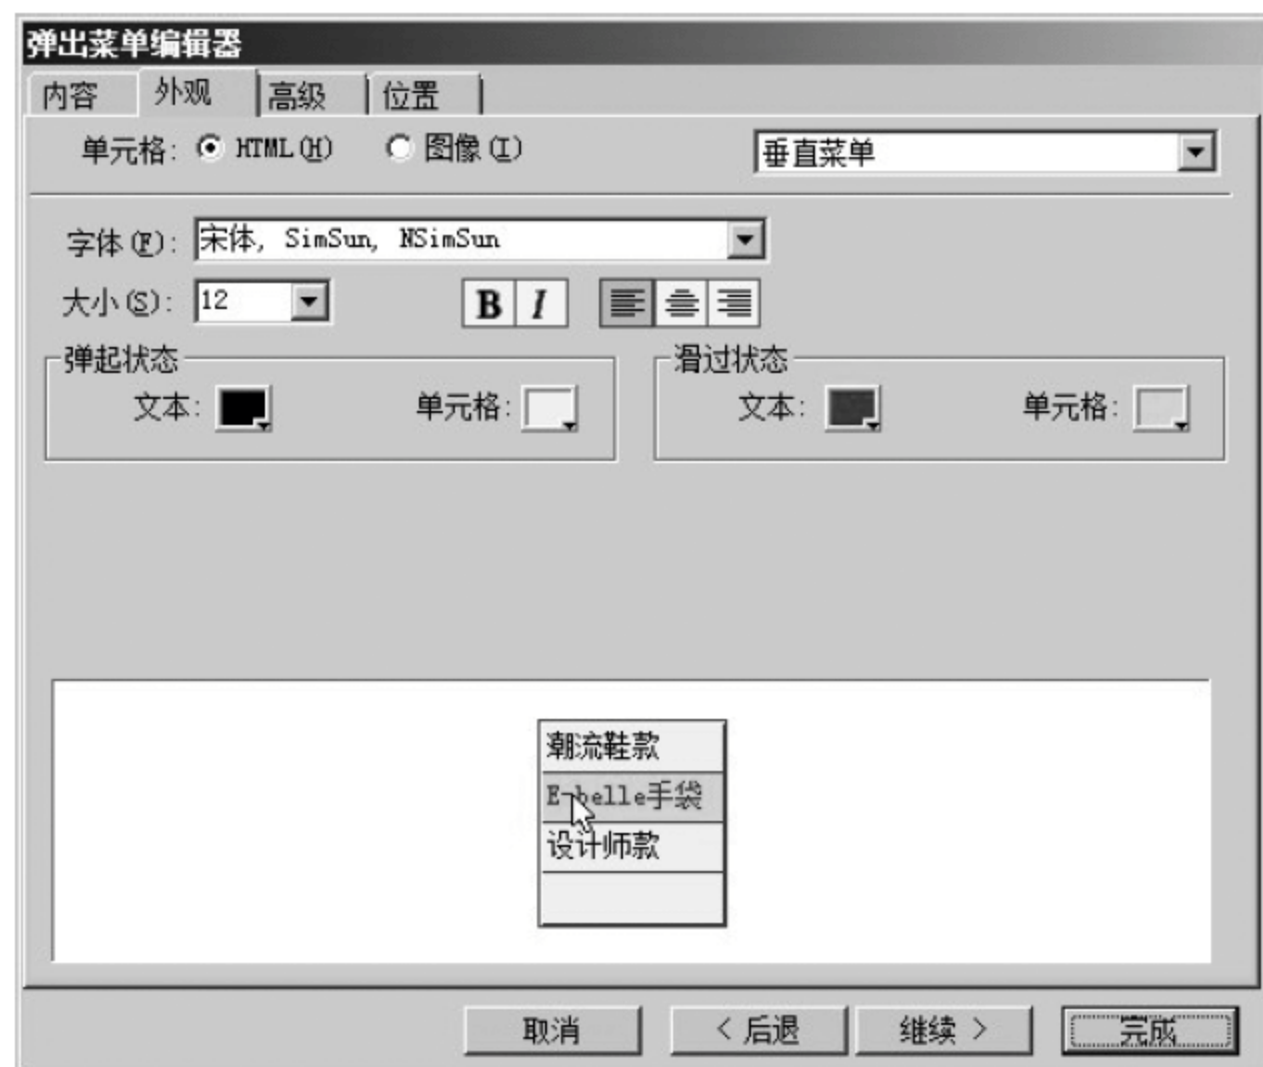 弹出菜单编辑器
内容 外观 高级 位置
单元格: HTML(H) 图像(I) 垂直菜单
字体(F): 宋体, SimSun, NSimSun
大小(S): 12 B I
弹起状态 滑过状态
文本: 单元格: 文本: 单元格:
潮流鞋款
E-belle手袋
设计师款
取消 < 后退 继续 > 完成